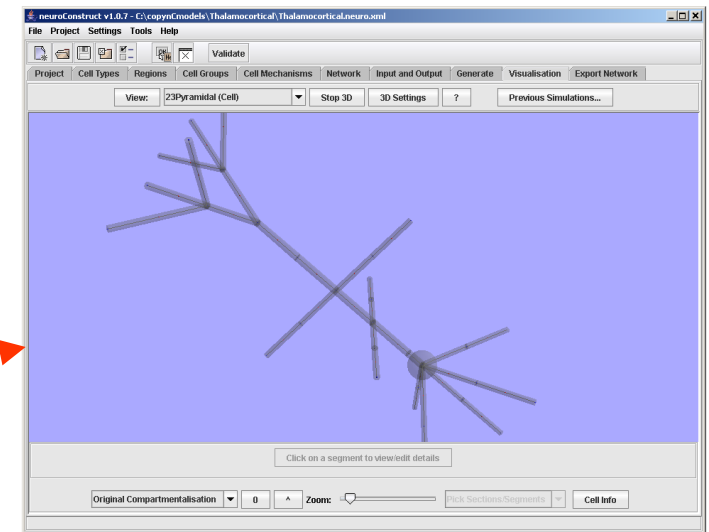 neuroConstruct v1.0.7 - C:\copynCmodels\Thalamocortical\Thalamocortical.neuro.xml
File Project Settings Tools Help
Validate
Project Cell Types Regions Cell Groups Cell Mechanisms Network Input and Output Generate Visualisation Export Network
View: 23Pyramidal (Cell) Stop 3D 3D Settings ? Previous Simulations...
Click on a segment to view/edit details
Original Compartmentalisation 0 ^ Zoom: Pick Sections/Segments Cell Info